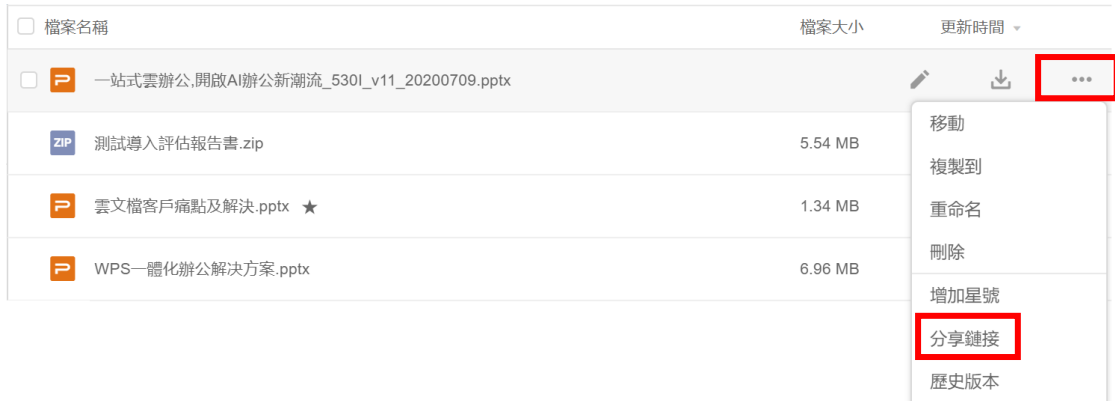 檔案名稱 檔案大小 更新時間
一站式雲辦公,開啟AI辦公新潮流_530I_v11_20200709.pptx
移動
ZIP 測試導入評估報告書.zip 5.54 MB
複製到
雲文檔客戶痛點及解決.pptx ★ 1.34 MB
重命名
刪除
WPS一體化辦公解決方案.pptx 6.96 MB
增加星號
分享鏈接
歷史版本